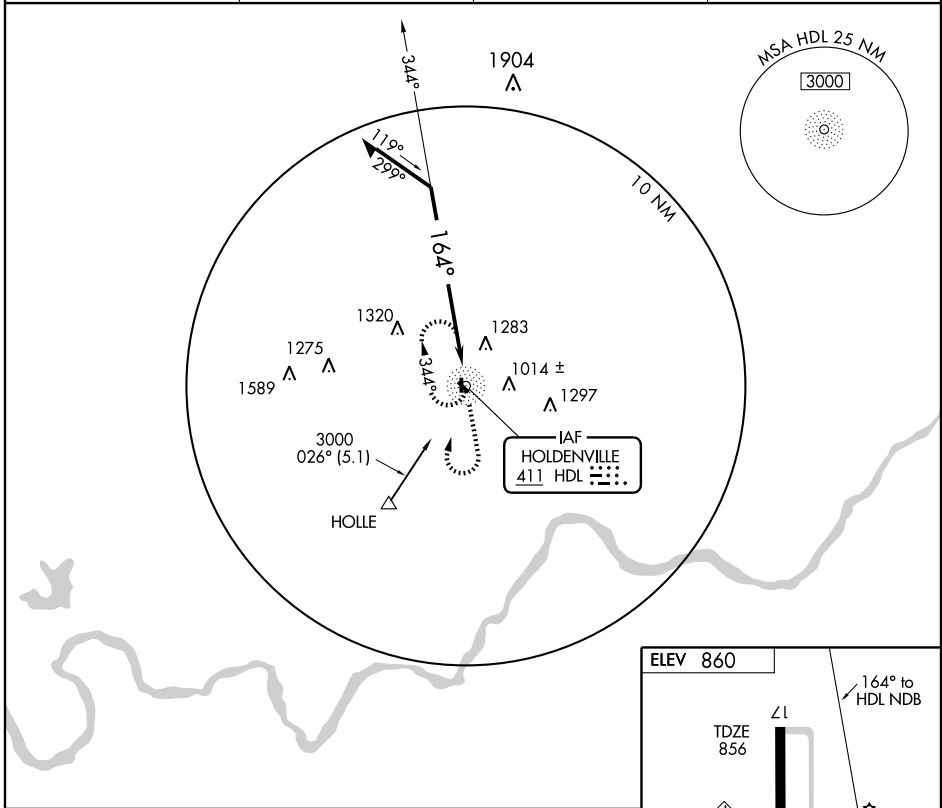 344°
1904
MSA HDL 25 NM
3000
119°
299°
10 NM
164°
1320
1283
1275
1589
344°
1014 ±
1297
3000
026° (5.1)
HOLLE
IAF
HOLDENVILLE
411 HDL
ELEV 860
164° to
HDL NDB
17
TDZE
856